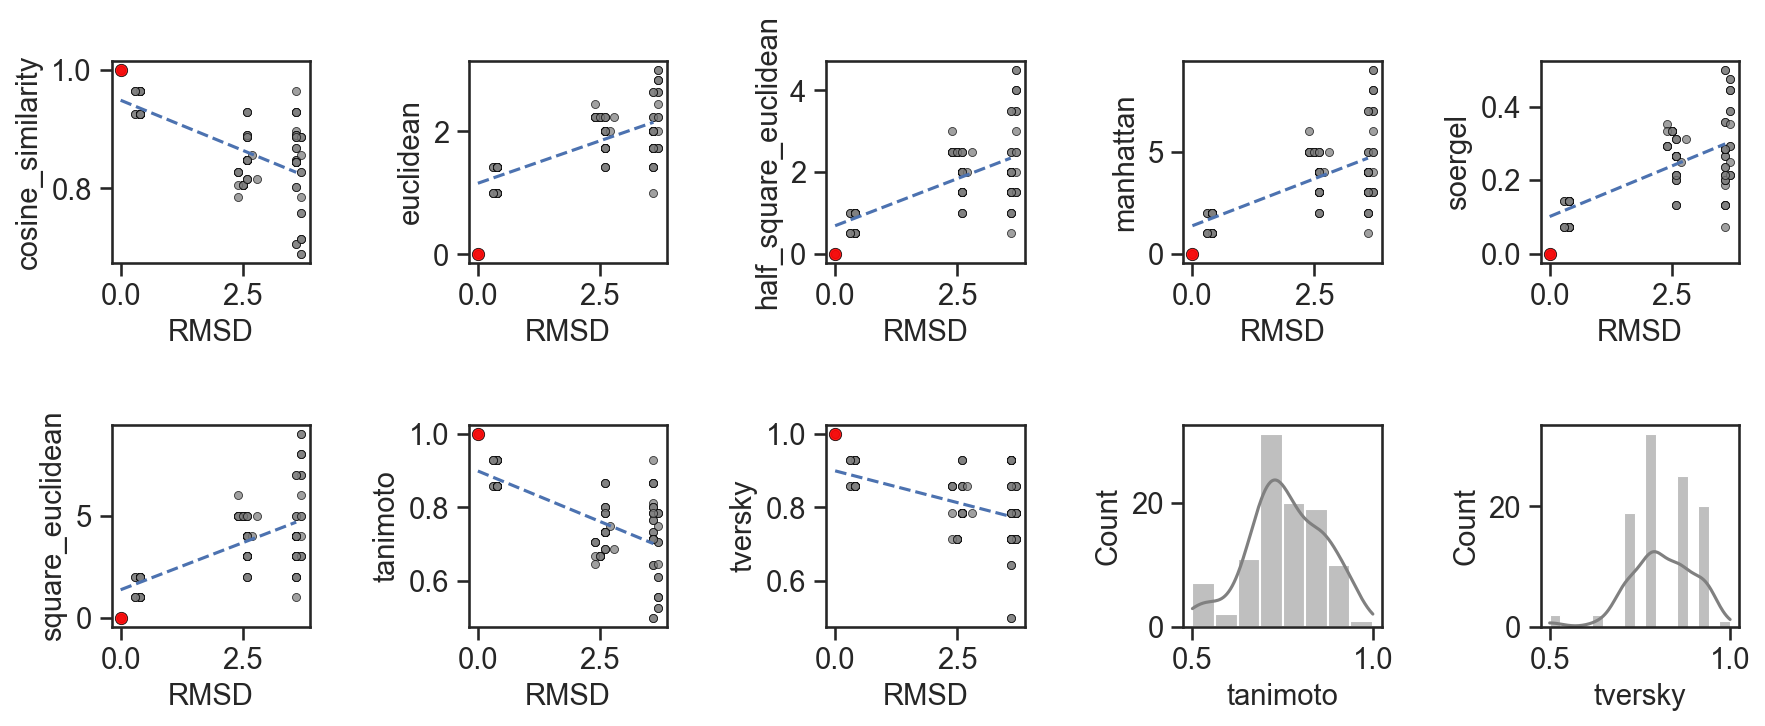 cosine_similarity
1.0
0.8
0.0 2.5
RMSD
euclidean
2
0
0.0 2.5
RMSD
half_square_euclidean
4
2
0
0.0 2.5
RMSD
manhattan
5
0
0.0 2.5
RMSD
soergel
0.4
0.2
0.0
0.0 2.5
RMSD
square_euclidean
5
0
0.0 2.5
RMSD
tanimoto
1.0
0.8
0.6
0.0 2.5
RMSD
tversky
1.0
0.8
0.6
0.0 2.5
RMSD
Count
20
0
0.5 1.0
tanimoto
Count
20
0
0.5 1.0
tversky